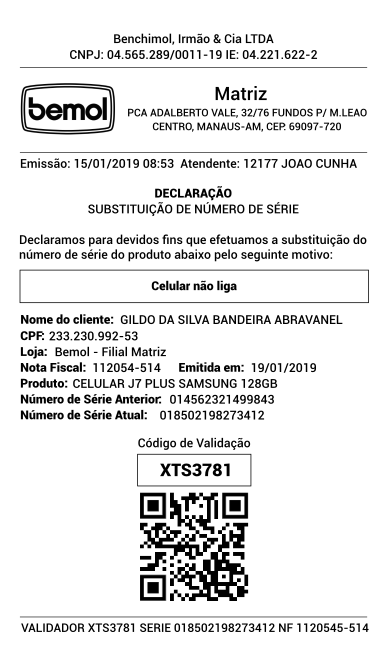 Benchimol, Irmão & Cia LTDA
CNPJ: 04.565.289/0011-19 IE: 04.221.622-2
bemol
Matriz
PCA ADALBERTO VALE, 32/76 FUNDOS P/ M.LEAO
CENTRO, MANAUS-AM, CEP. 69097-720
Emissão: 15/01/2019 08:53 Atendente: 12177 JOAO CUNHA
DECLARAÇÃO
SUBSTITUIÇÃO DE NÚMERO DE SÉRIE
Declaramos para devidos fins que efetuamos a substituição do
número de série do produto abaixo pelo seguinte motivo:
Celular não liga
Nome do cliente: GILDO DA SILVA BANDEIRA ABRAVANEL
CPF: 233.230.992-53
Loja: Bemol - Filial Matriz
Nota Fiscal: 112054-514 Emitida em: 19/01/2019
Produto: CELULAR J7 PLUS SAMSUNG 128GB
Número de Série Anterior: 014562321499843
Número de Série Atual: 018502198273412
Código de Validação
XTS3781
VALIDADOR XTS3781 SERIE 018502198273412 NF 1120545-514